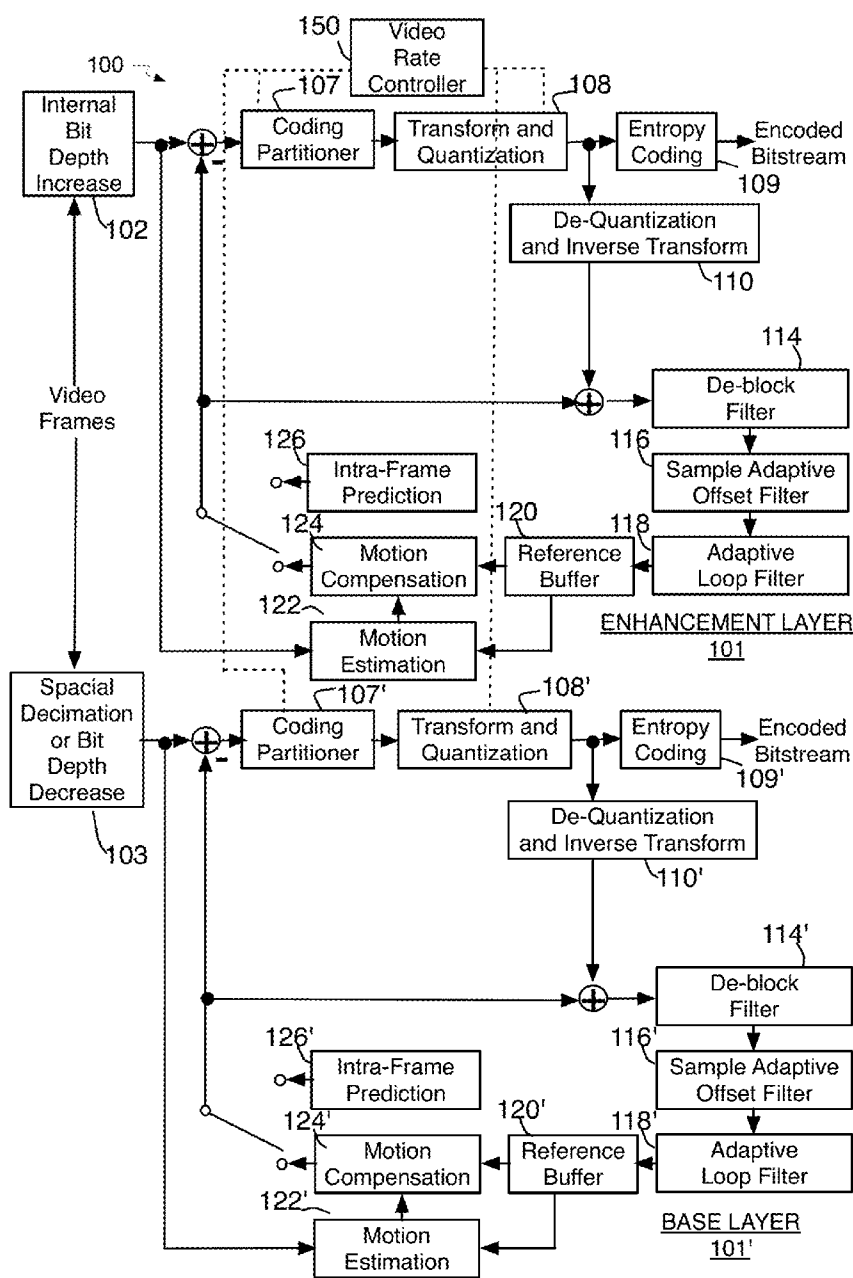 150
Video
Rate
Controller
100
107
108
Internal
Bit
Depth
Increase
102
Coding
Partitioner
Transform and
Quantization
Entropy
Coding
109
Encoded
Bitstream
-
De-Quantization
and Inverse Transform
110
114
De-block
Filter
Video
Frames
126
Intra-Frame
Prediction
116
Sample Adaptive
Offset Filter
124
Motion
Compensation
120
Reference
Buffer
118
Adaptive
Loop Filter
122
Motion
Estimation
ENHANCEMENT LAYER
101
107'
108'
Spacial
Decimation
or Bit
Depth
Decrease
103
Coding
Partitioner
Transform and
Quantization
Entropy
Coding
109'
Encoded
Bitstream
-
De-Quantization
and Inverse Transform
110'
114'
De-block
Filter
126'
Intra-Frame
Prediction
116'
Sample Adaptive
Offset Filter
124'
Motion
Compensation
120'
Reference
Buffer
118'
Adaptive
Loop Filter
122'
Motion
Estimation
BASE LAYER
101'